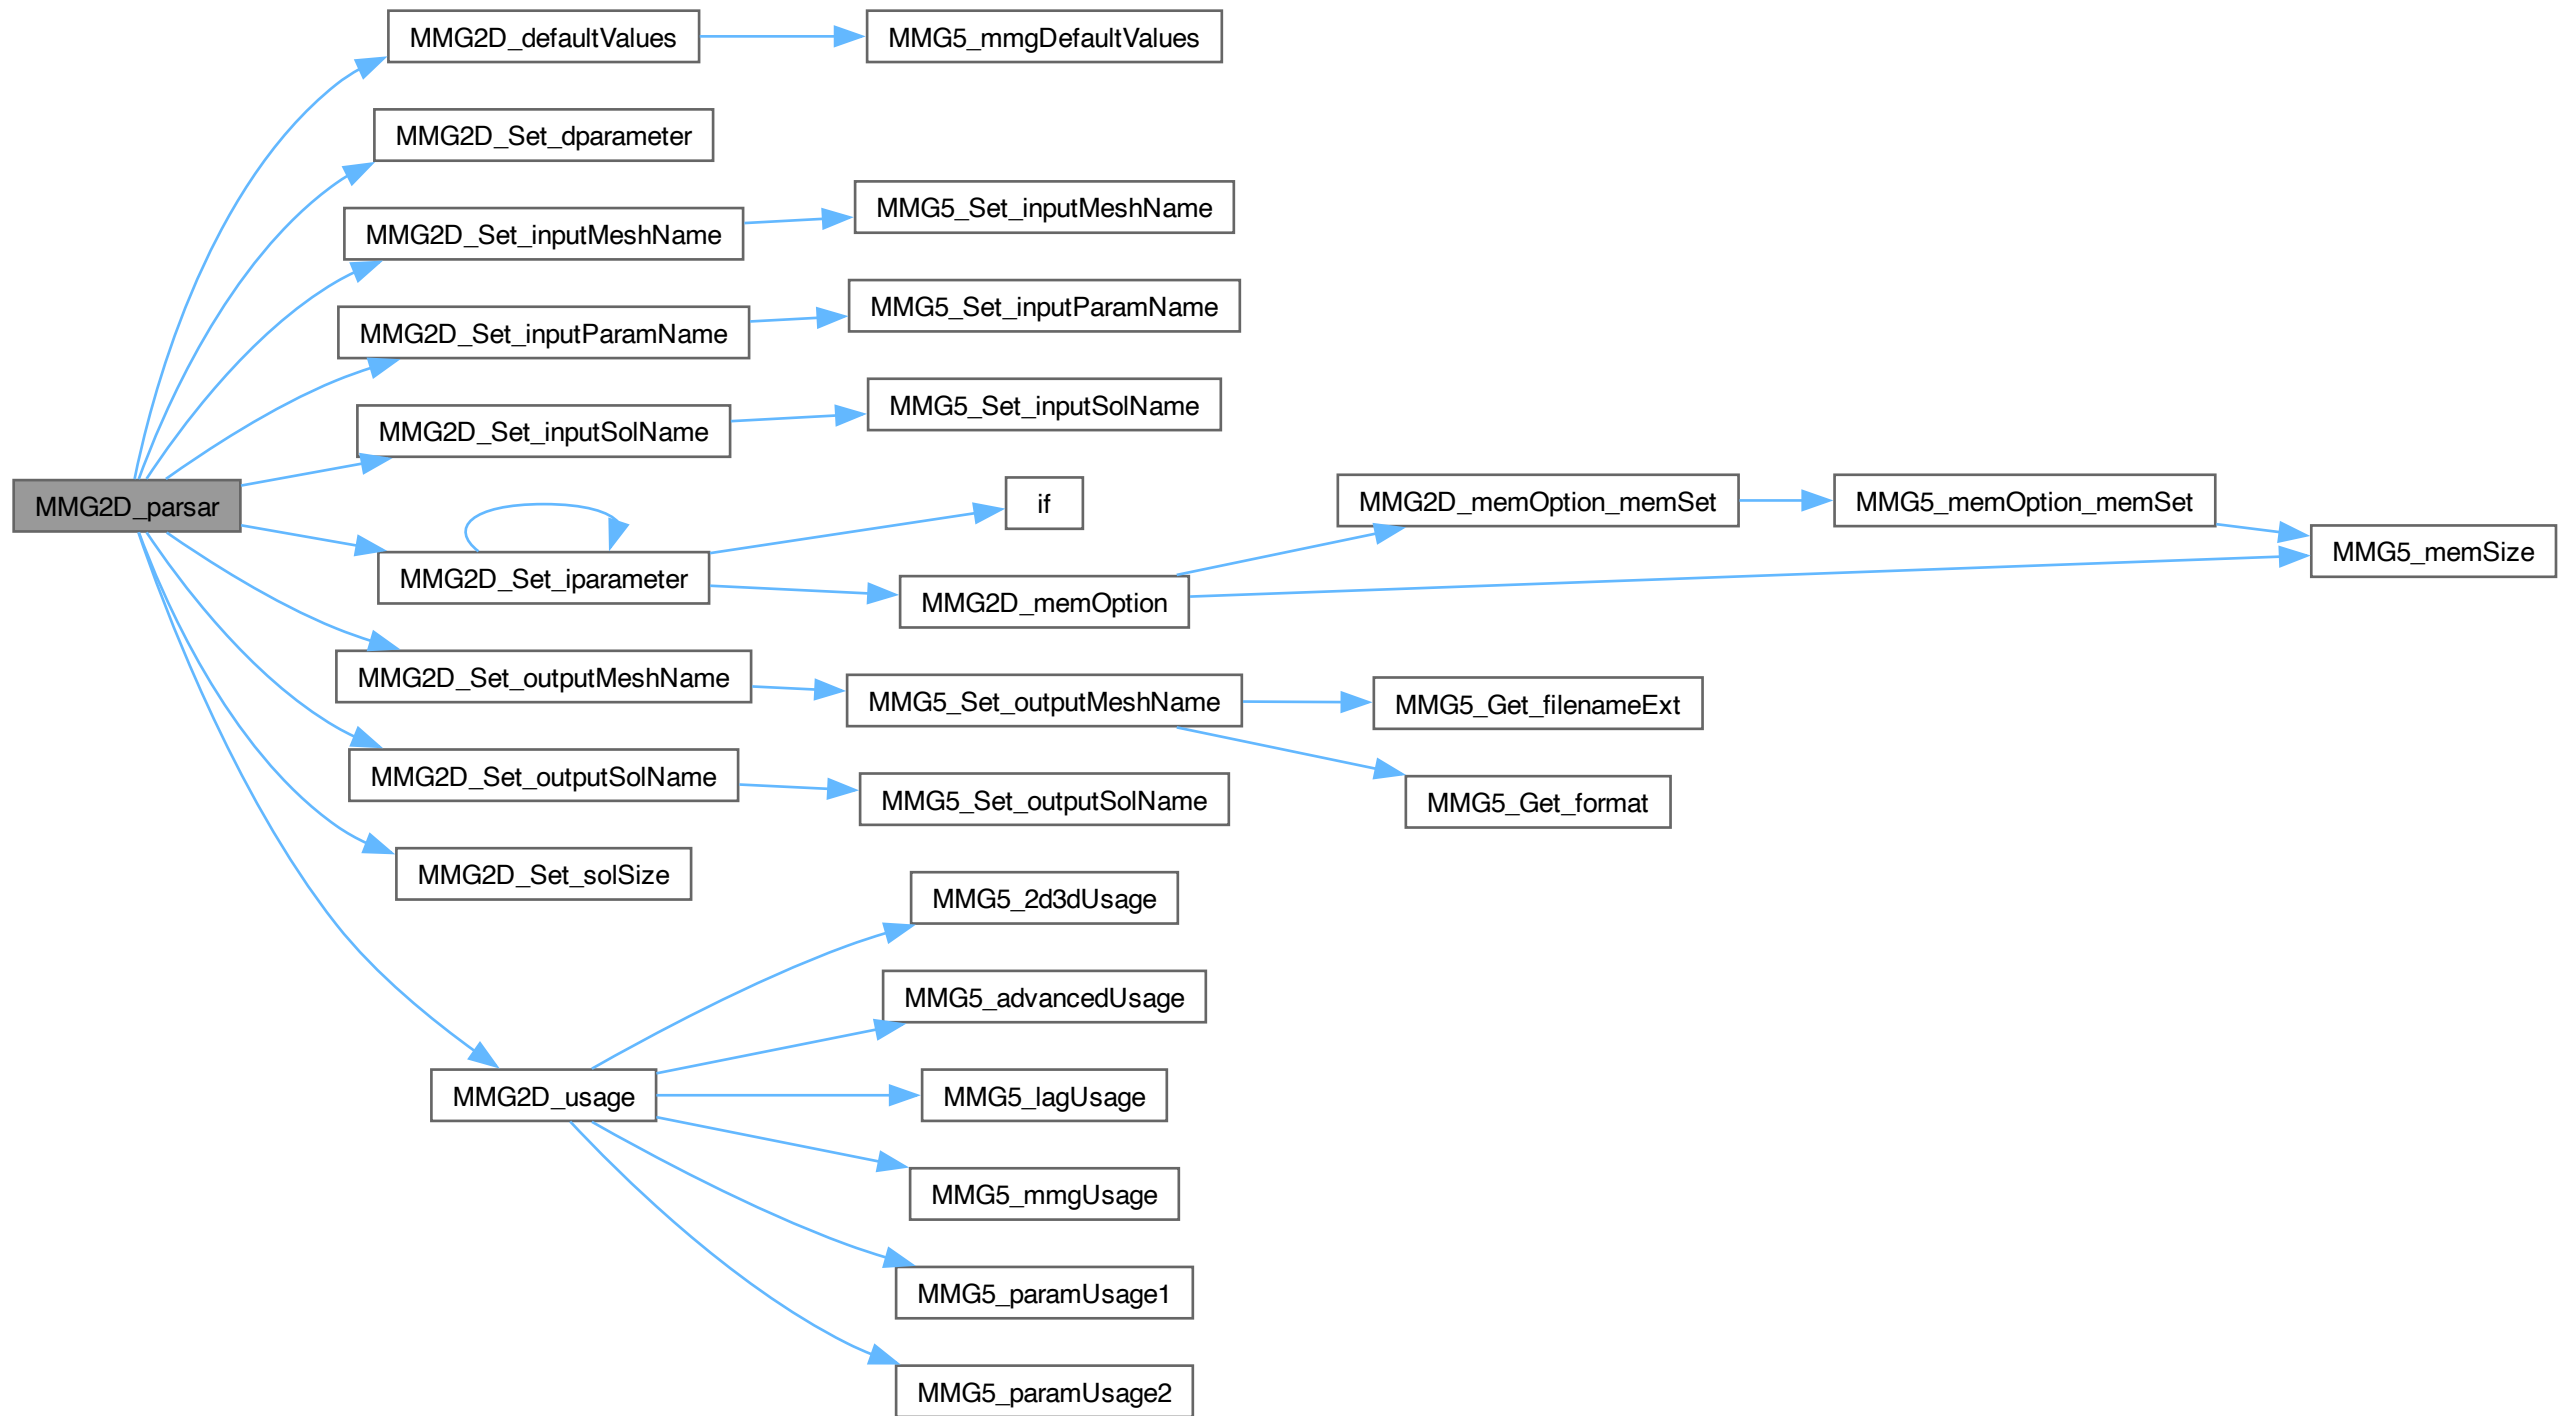 MMG2D_defaultValues
MMG5_mmgDefaultValues
MMG2D_Set_dparameter
MMG5_Set_inputMeshName
MMG2D_Set_inputMeshName
MMG5_Set_inputParamName
MMG2D_Set_inputParamName
MMG5_Set_inputSolName
MMG2D_Set_inputSolName
MMG2D_parsar
if
MMG2D_memOption_memSet
MMG5_memOption_memSet
MMG5_memSize
MMG2D_Set_iparameter
MMG2D_memOption
MMG2D_Set_outputMeshName
MMG5_Set_outputMeshName
MMG5_Get_filenameExt
MMG2D_Set_outputSolName
MMG5_Set_outputSolName
MMG5_Get_format
MMG2D_Set_solSize
MMG5_2d3dUsage
MMG5_advancedUsage
MMG2D_usage
MMG5_lagUsage
MMG5_mmgUsage
MMG5_paramUsage1
MMG5_paramUsage2